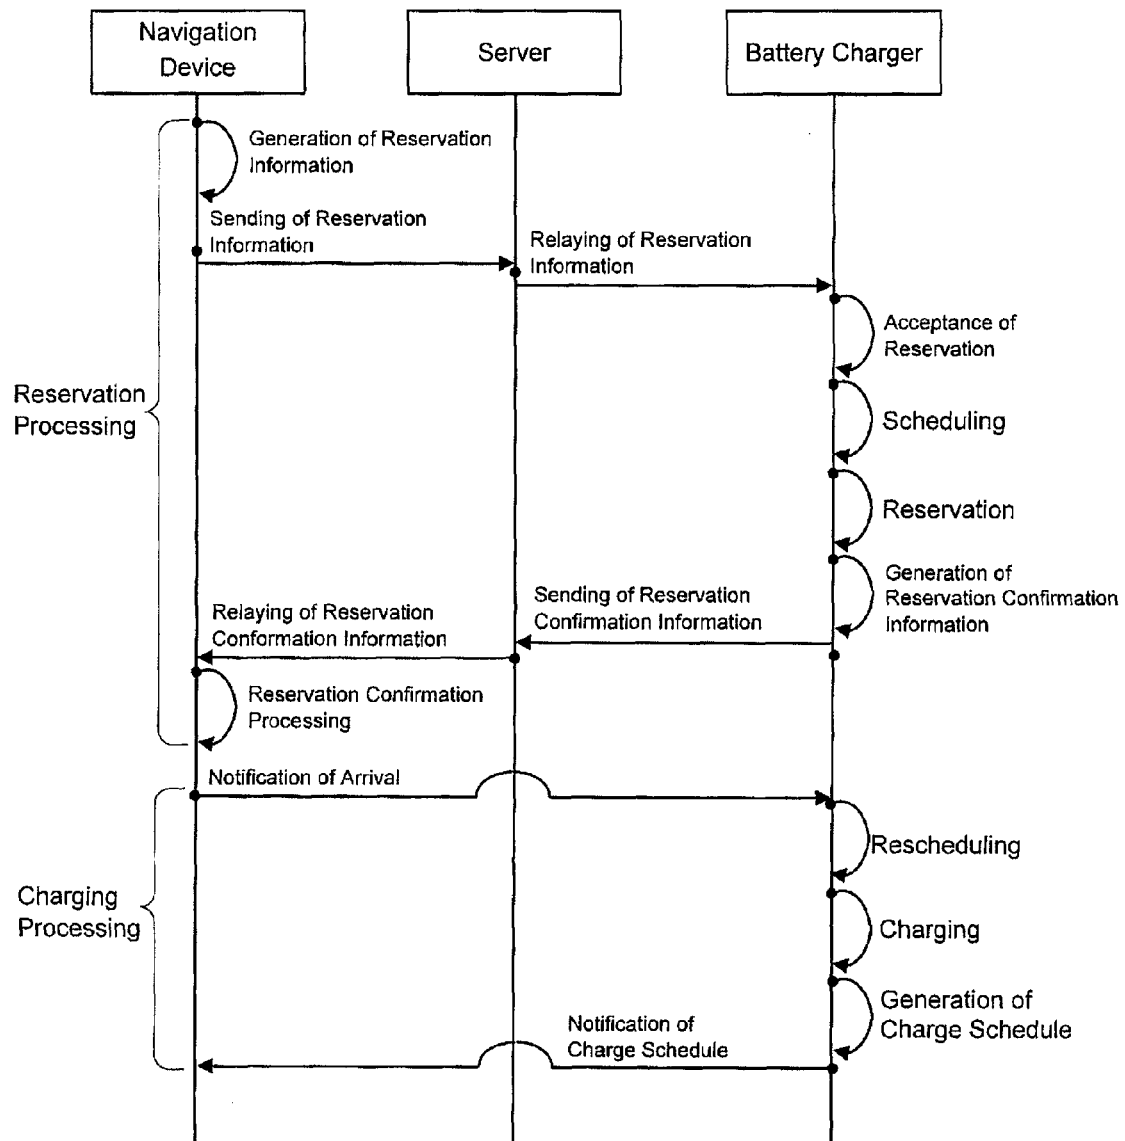 Navigation
Device
Server
Battery Charger
Generation of Reservation
Information
Sending of Reservation
Information
Relaying of Reservation
Information
Acceptance of
Reservation
Reservation
Processing
Scheduling
Reservation
Generation of
Reservation Confirmation
Information
Sending of Reservation
Confirmation Information
Relaying of Reservation
Conformation Information
Reservation Confirmation
Processing
Notification of Arrival
Rescheduling
Charging
Processing
Charging
Generation of
Charge Schedule
Notification of
Charge Schedule